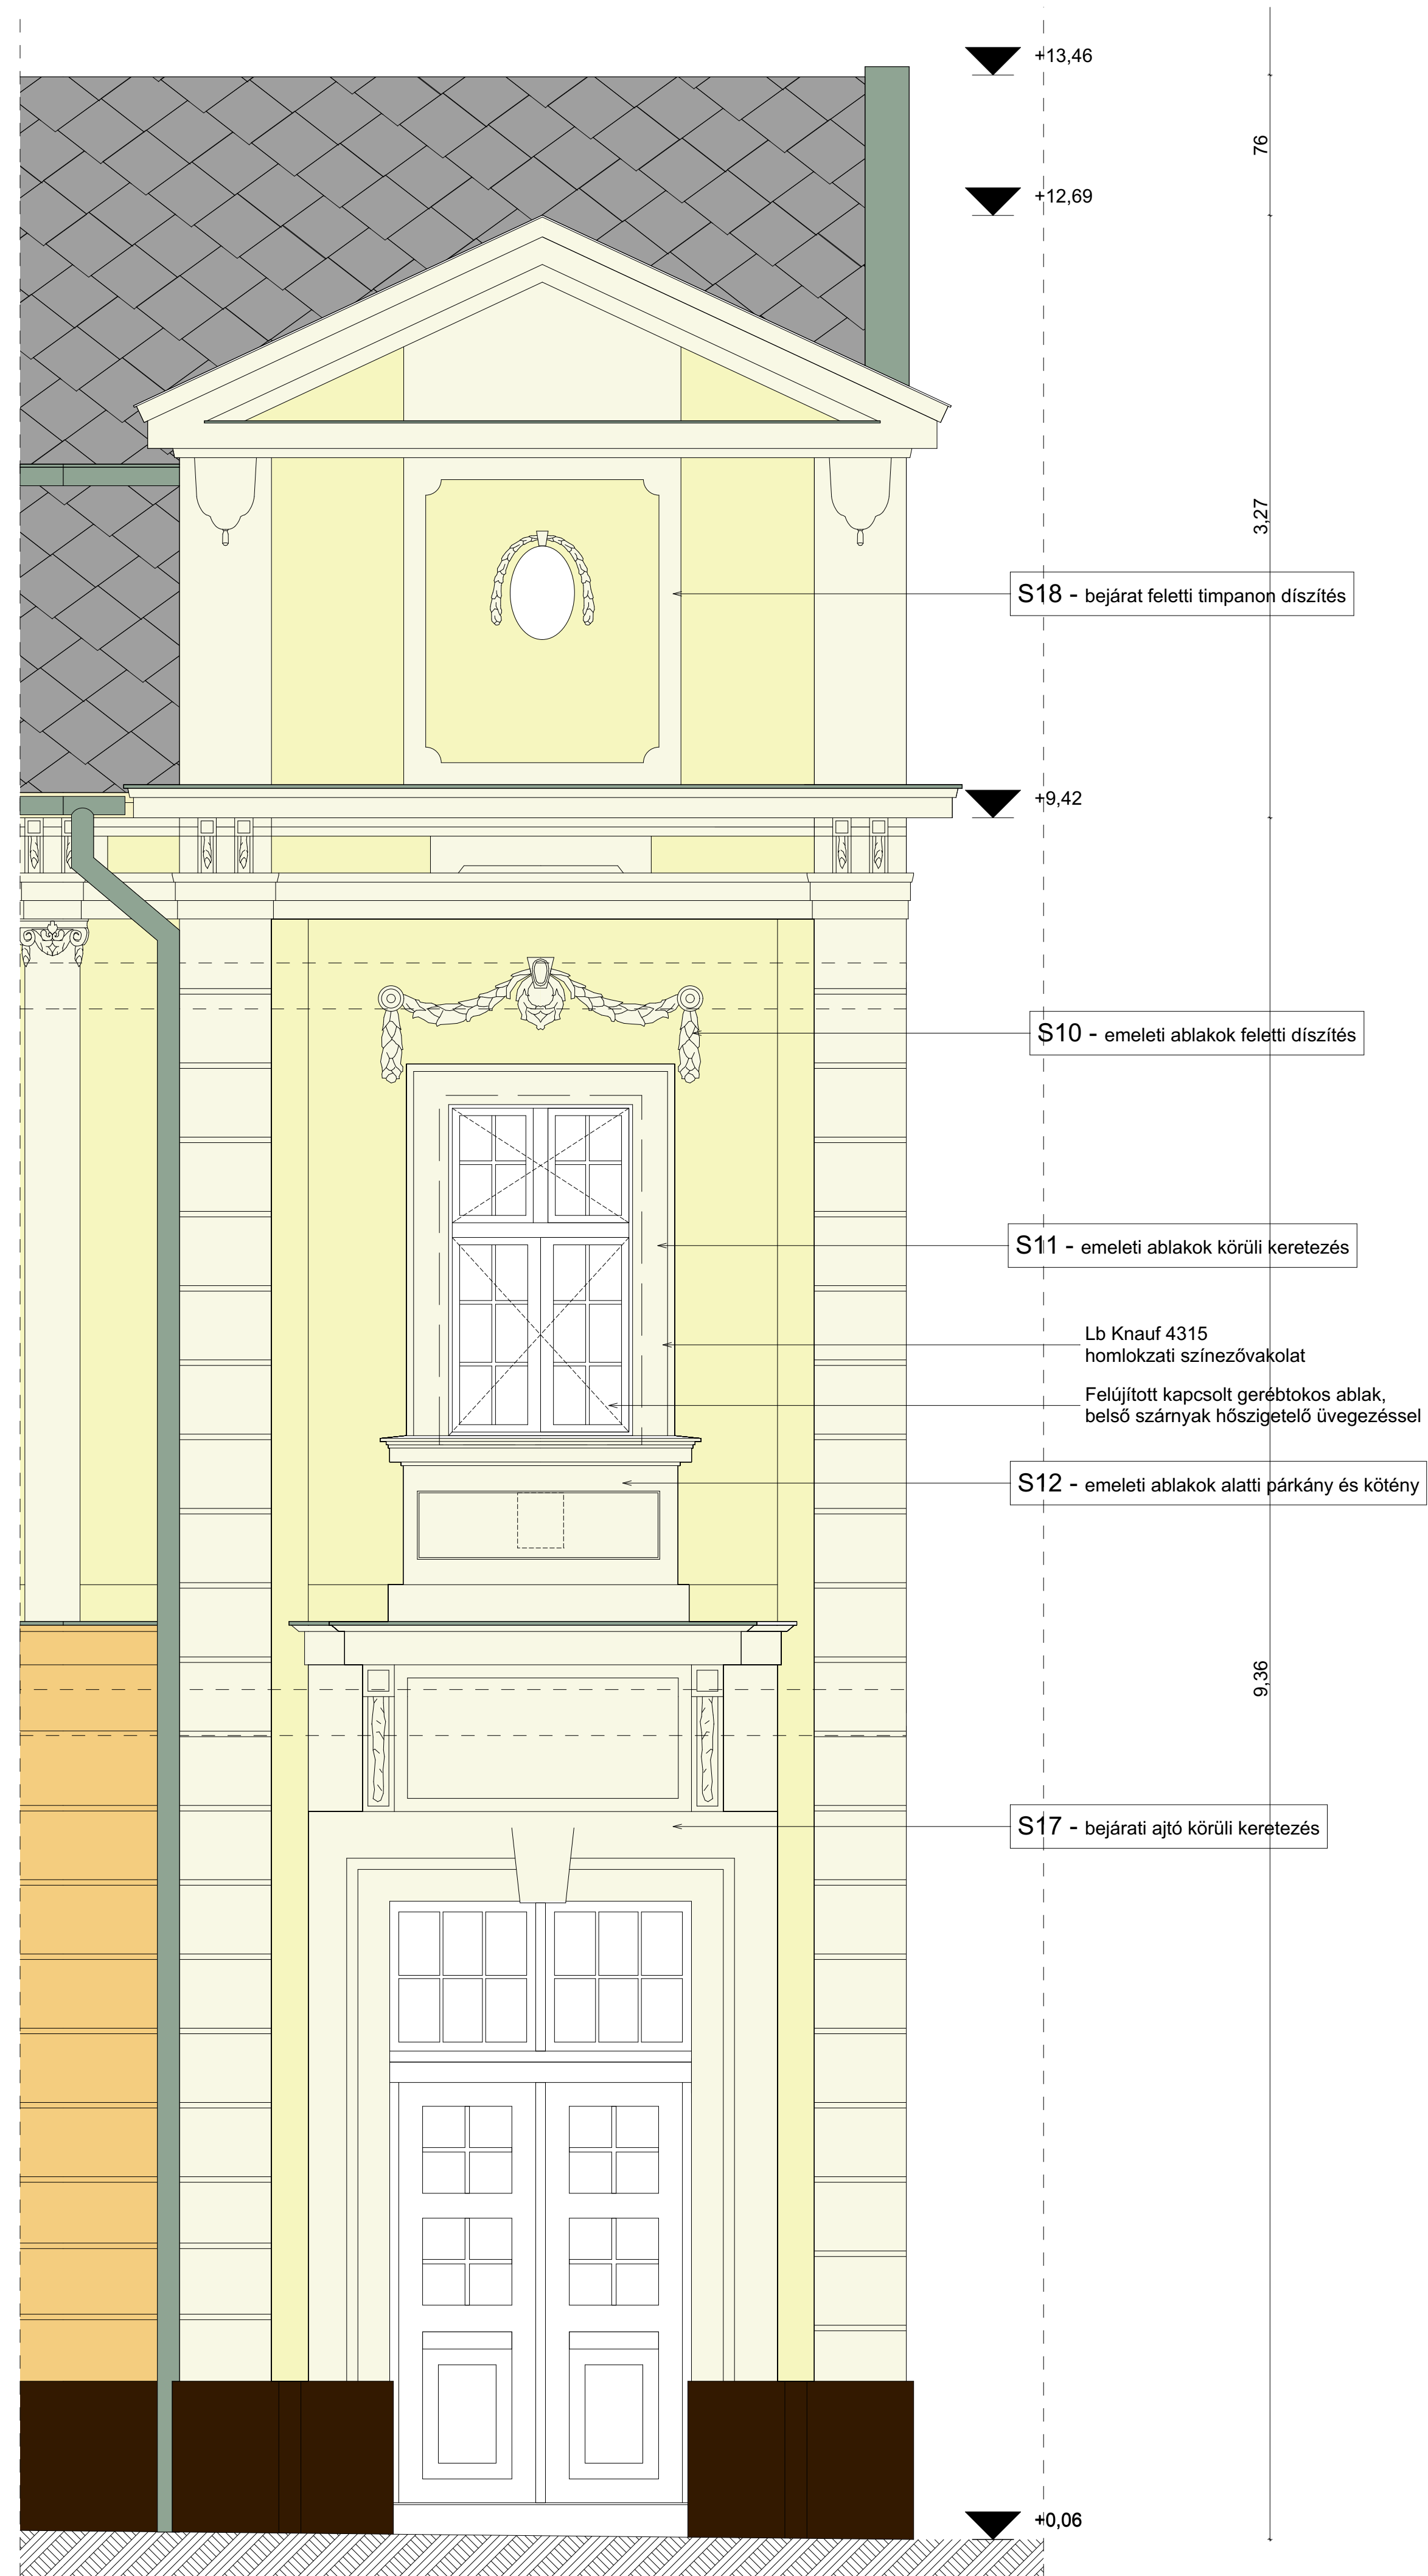 +13,46
76
+12,69
3,27
S18 - bejárat feletti timpanon díszítés
+9,42
S10 - emeleti ablakok feletti díszítés
S11 - emeleti ablakok körüli keretezés
Lb Knauf 4315
homlokzati színezővakolat
Felújított kapcsolt gerébtokos ablak,
belső szárnyak hőszigetelő üvegezéssel
S12 - emeleti ablakok alatti párkány és kötény
9,36
S17 - bejárati ajtó körüli keretezés
+0,06